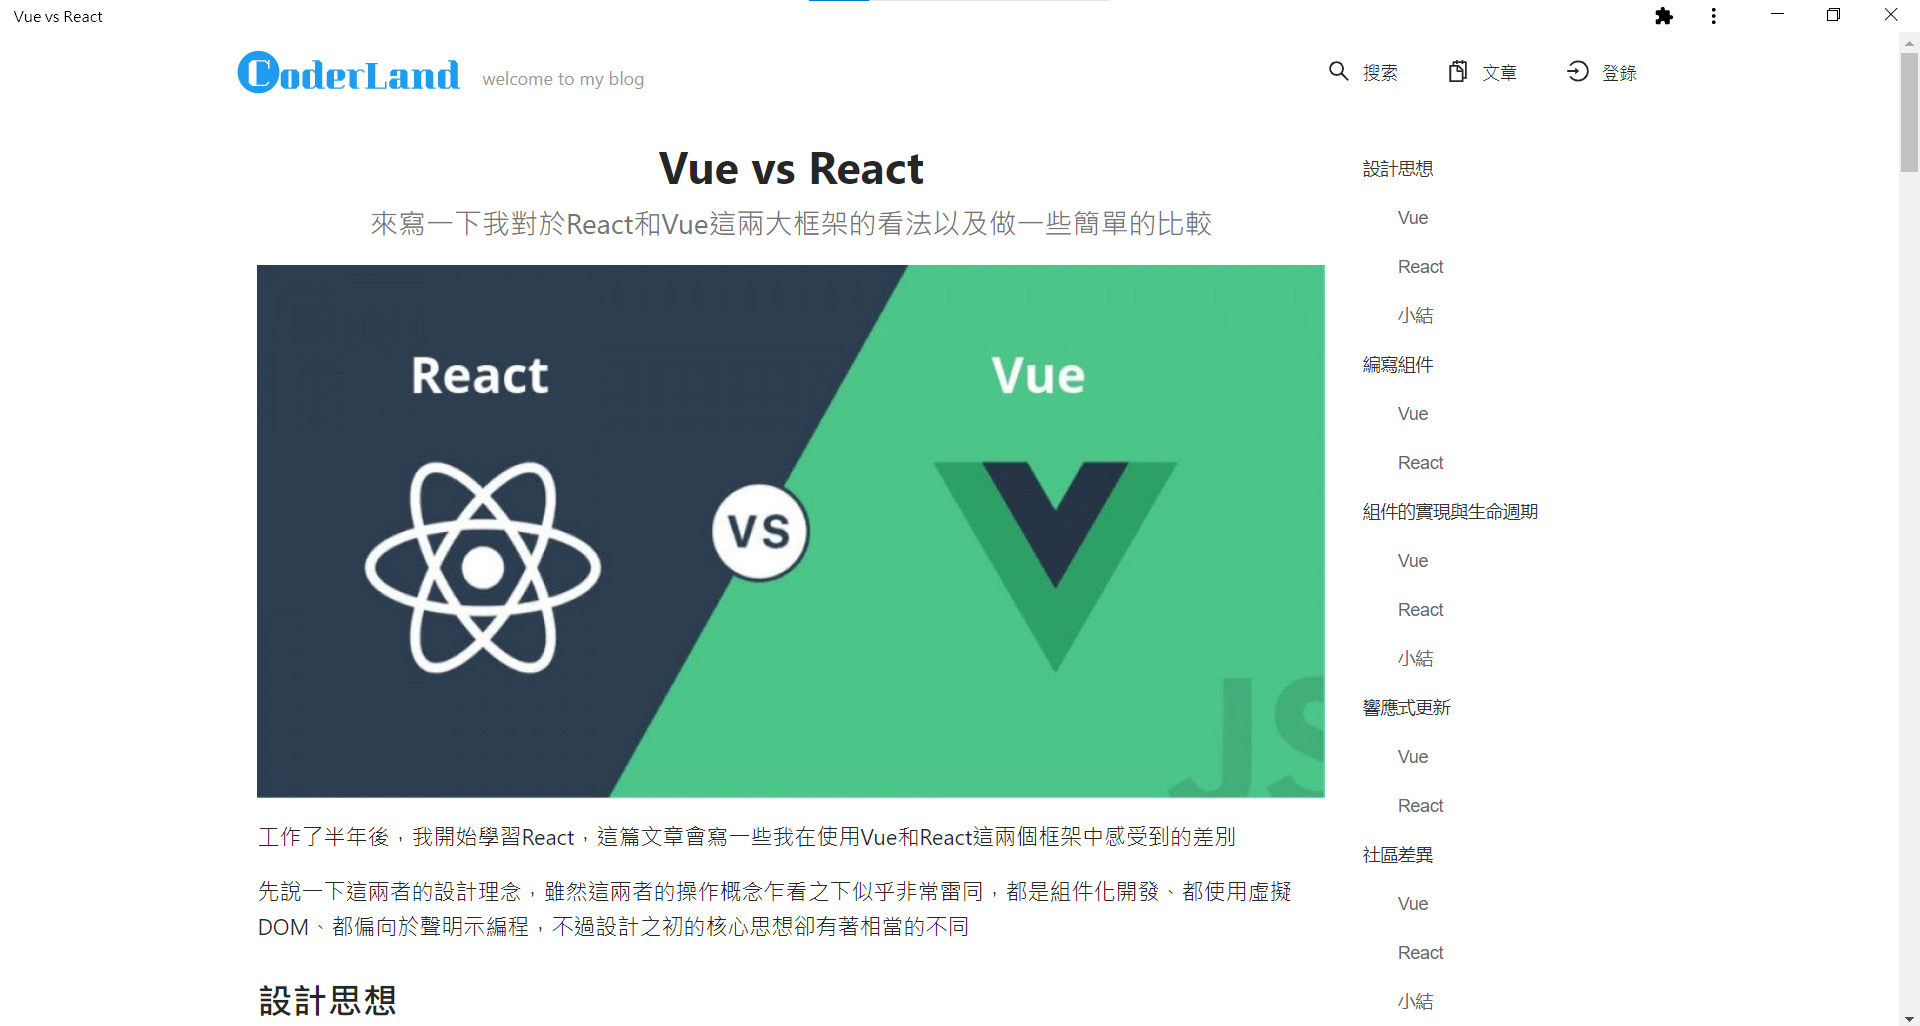 Vue vs React
CoderLand
welcome to my blog
搜索
文章
登錄
Vue vs React
來寫一下我對於React和Vue這兩大框架的看法以及做一些簡單的比較
React
Vue
VS
JS
工作了半年後，我開始學習React，這篇文章會寫一些我在使用Vue和React這兩個框架中感受到的差別
先說一下這兩者的設計理念，雖然這兩者的操作概念乍看之下似乎非常雷同，都是組件化開發、都使用虛擬
DOM、都偏向於聲明示編程，不過設計之初的核心思想卻有著相當的不同
設計思想
設計思想
Vue
React
小結
編寫組件
Vue
React
組件的實現與生命週期
Vue
React
小結
響應式更新
Vue
React
社區差異
Vue
React
小結